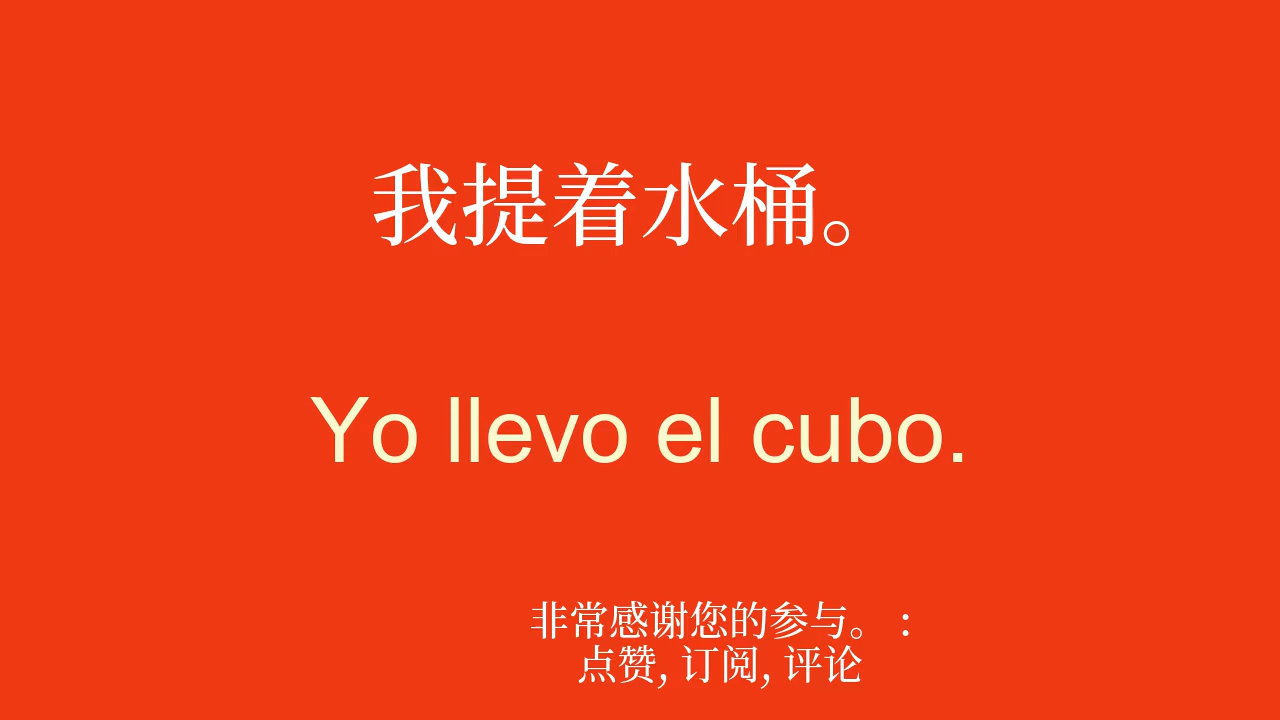 我提着水桶。
Yo llevo el cubo.
非常感谢您的参与。 :
点赞, 订阅, 评论